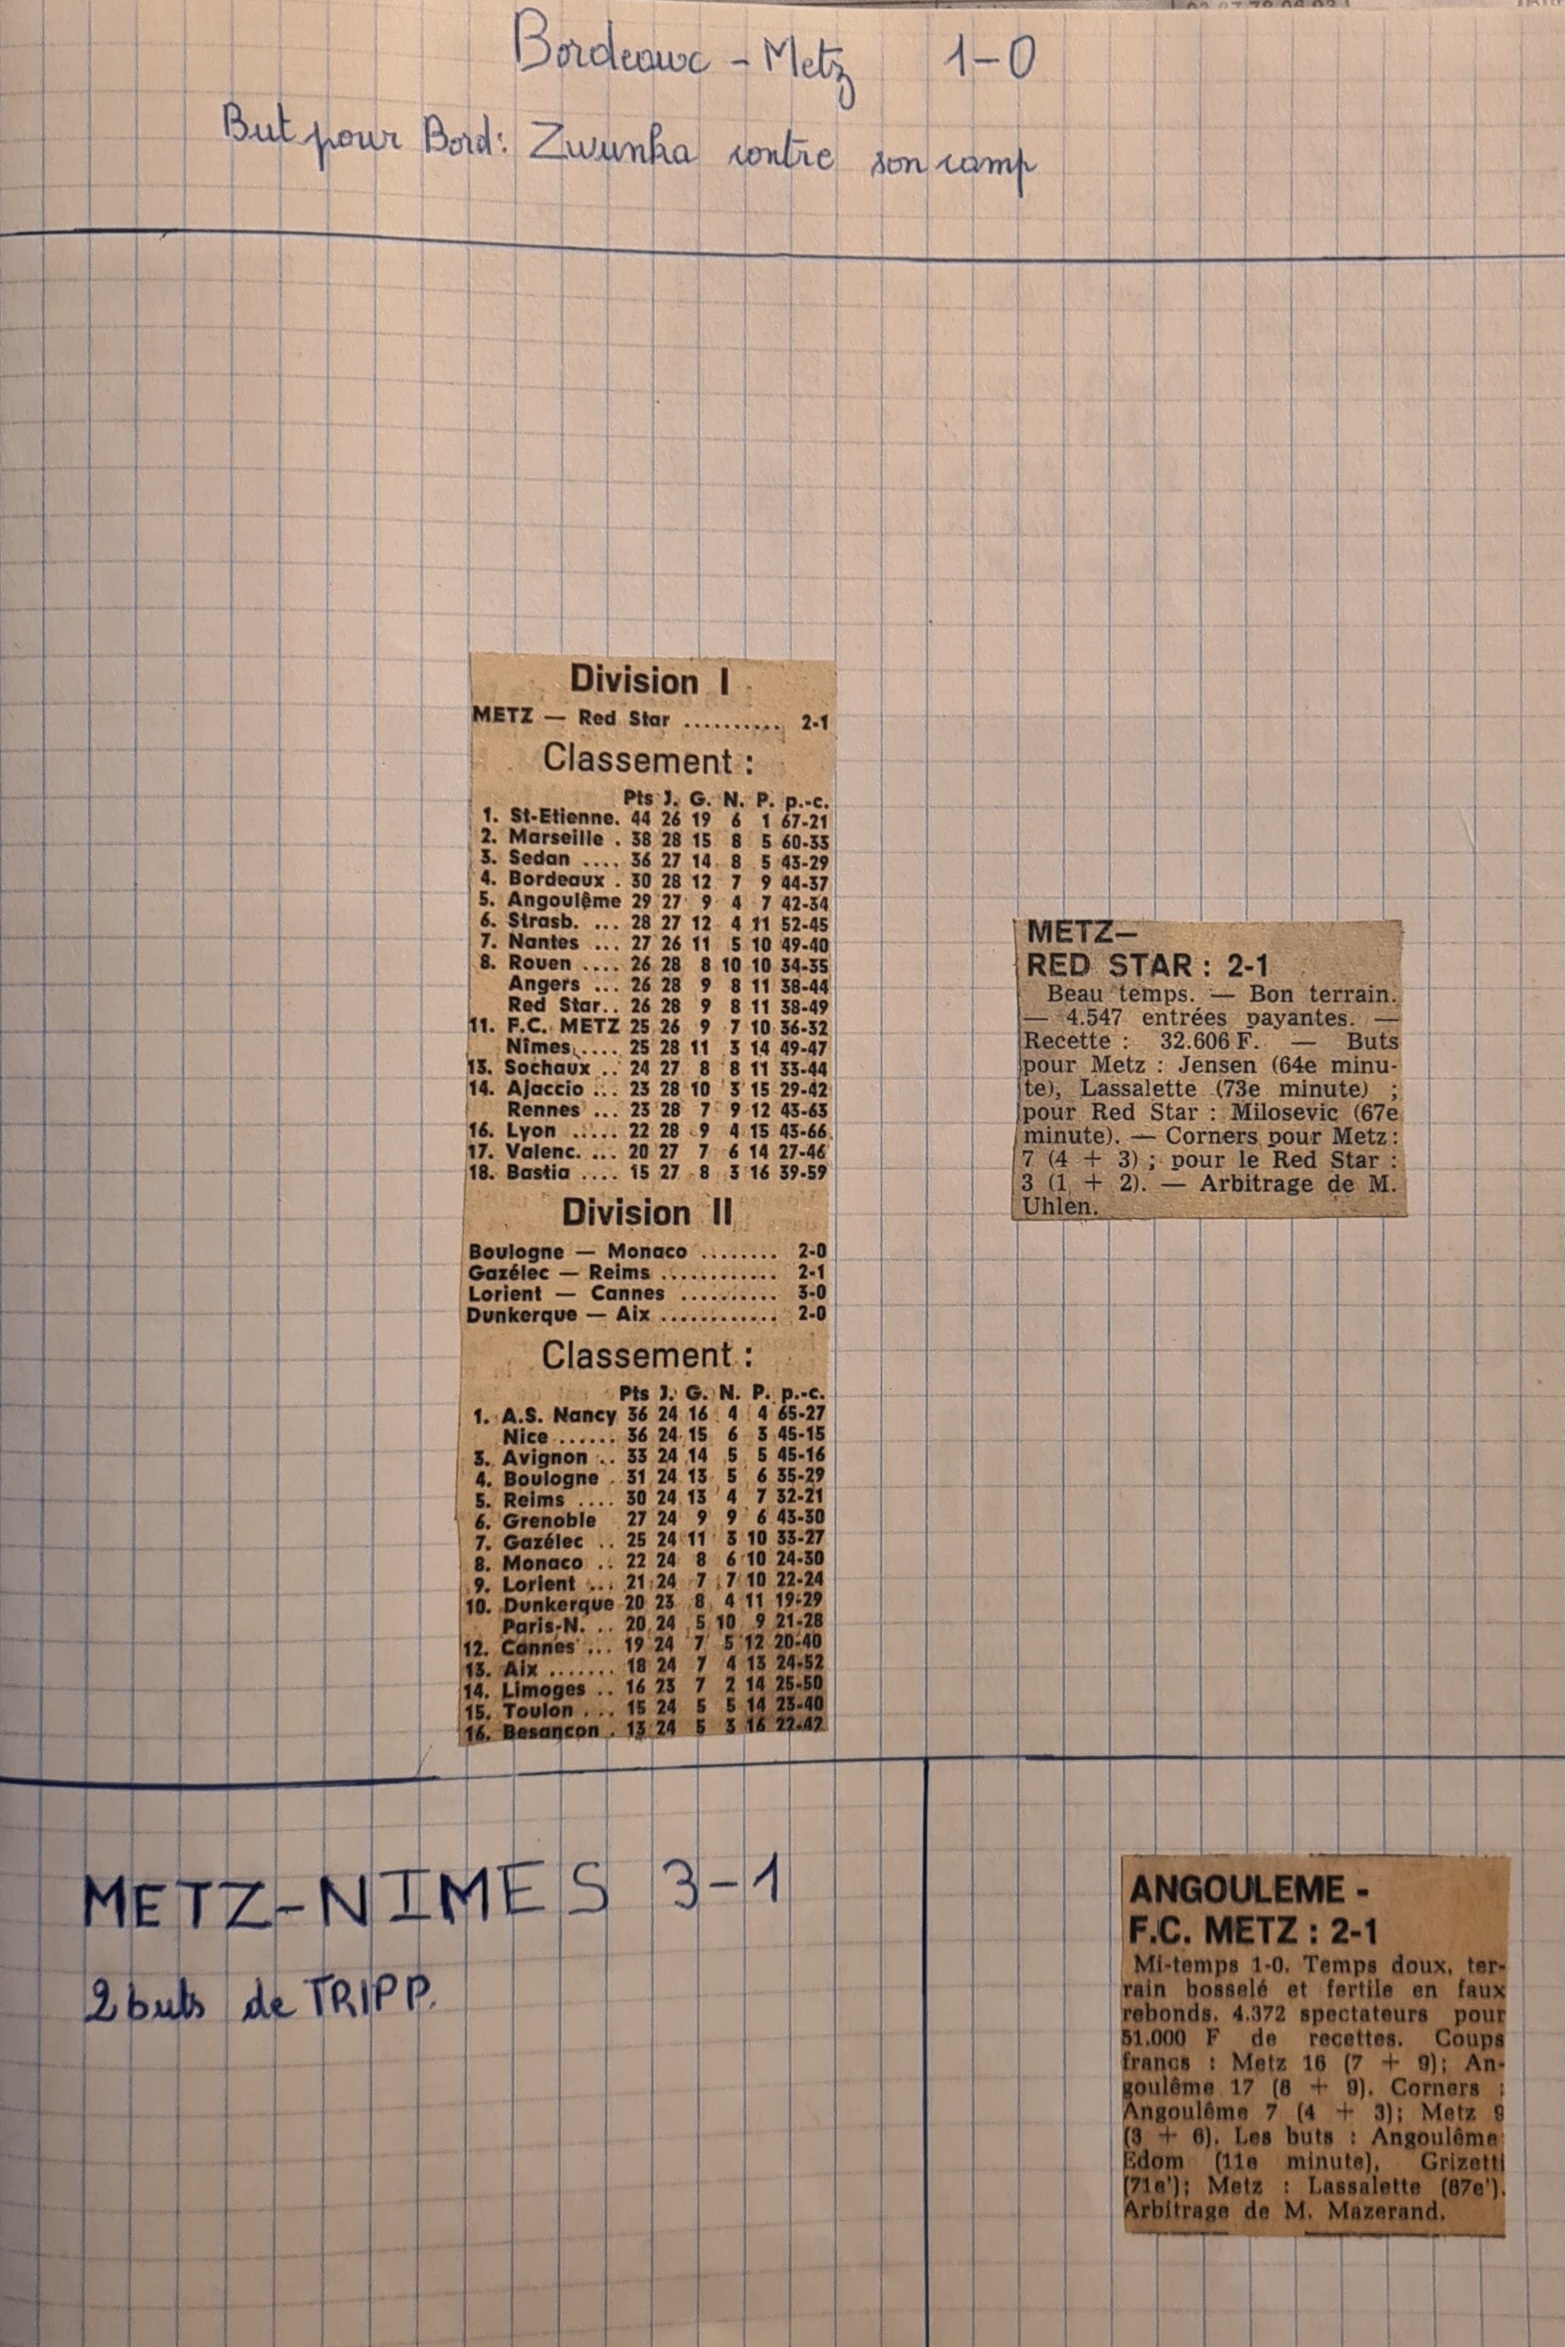 Bordeaux - Metz 1-0
But pour Bord: Zwunka contre son camp
Division I
METZ — Red Star .......... 2-1
Classement :
Pts J. G. N. P. p.-c.
1. St-Etienne. 44 26 19 6 1 67-21
2. Marseille . 38 28 15 8 5 60-33
3. Sedan .... 36 27 14 8 5 43-29
4. Bordeaux . 30 28 12 7 9 44-37
5. Angoulême 29 27 9 4 7 42-34
6. Strasb. ... 28 27 12 4 11 52-45
7. Nantes ... 27 26 11 5 10 49-40
8. Rouen .... 26 28 8 10 10 34-35
Angers ... 26 28 9 8 11 38-44
Red Star.. 26 28 9 8 11 38-49
11. F.C. METZ 25 26 9 7 10 36-32
Nîmes .... 25 28 11 3 14 49-47
13. Sochaux .. 24 27 8 8 11 33-44
14. Ajaccio ... 23 28 10 3 15 29-42
Rennes ... 23 28 7 9 12 43-63
16. Lyon ..... 22 28 9 4 15 43-66
17. Valenc. ... 20 27 7 6 14 27-46
18. Bastia .... 15 27 8 3 16 39-59
Division II
Boulogne — Monaco ........ 2-0
Gazélec — Reims ............ 2-1
Lorient — Cannes .......... 3-0
Dunkerque — Aix ............ 2-0
Classement :
Pts J. G. N. P. p.-c.
1. A.S. Nancy 36 24 16 4 4 65-27
Nice ...... 36 24 15 6 3 45-15
3. Avignon .. 33 24 14 5 5 45-16
4. Boulogne . 31 24 13 5 6 35-29
5. Reims .... 30 24 13 4 7 32-21
6. Grenoble 27 24 9 9 6 43-30
7. Gazélec .. 25 24 11 3 10 33-27
8. Monaco .. 22 24 8 6 10 24-30
9. Lorient ... 21 24 7 7 10 22-24
10. Dunkerque 20 23 8 4 11 19-29
Paris-N. .. 20 24 5 10 9 21-28
12. Cannes ... 19 24 7 5 12 20-40
13. Aix ....... 18 24 7 4 13 24-52
14. Limoges .. 16 23 7 2 14 25-50
15. Toulon ... 15 24 5 5 14 23-40
16. Besançon . 13 24 5 3 16 22-42
METZ—
RED STAR : 2-1
Beau temps. — Bon terrain.
— 4.547 entrées payantes. —
Recette : 32.606 F. — Buts
pour Metz : Jensen (64e minu-
te), Lassalette (73e minute) ;
pour Red Star : Milosevic (67e
minute). — Corners pour Metz :
7 (4 + 3) ; pour le Red Star :
3 (1 + 2). — Arbitrage de M.
Uhlen.
METZ-NIMES 3-1
2 buts de TRIPP.
ANGOULEME -
F.C. METZ : 2-1
Mi-temps 1-0. Temps doux, ter-
rain bosselé et fertile en faux
rebonds. 4.372 spectateurs pour
51.000 F de recettes. Coups
francs : Metz 16 (7 + 9); An-
goulême 17 (8 + 9). Corners :
Angoulême 7 (4 + 3); Metz 9
(3 + 6). Les buts : Angoulême
Edom (11e minute), Grizetti
(71e'); Metz : Lassalette (87e').
Arbitrage de M. Mazerand.